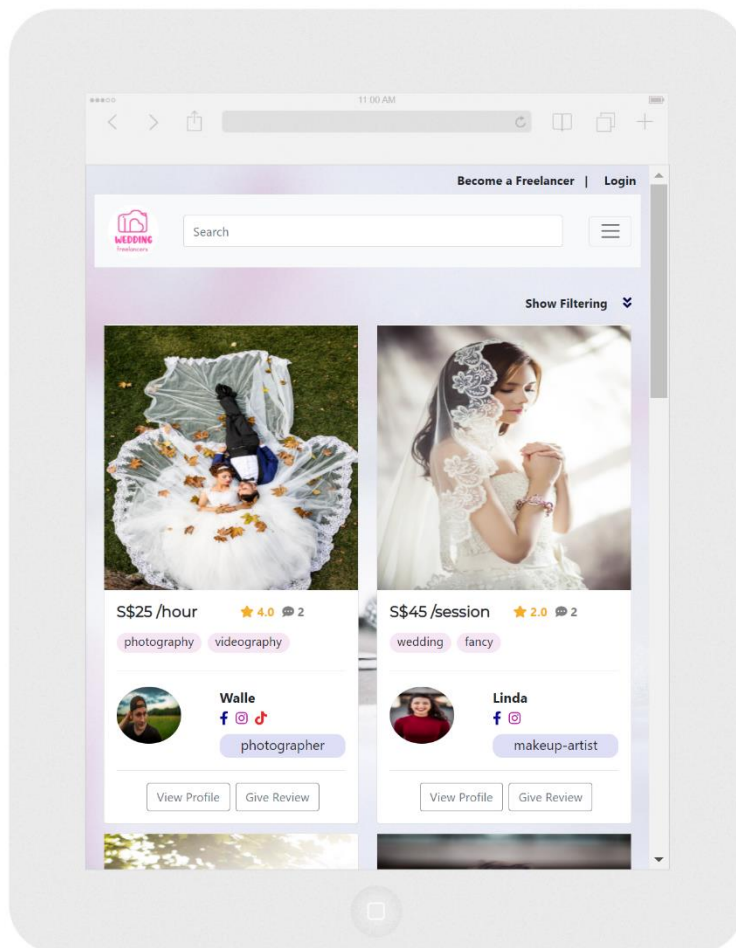 11:00 AM
Become a Freelancer | Login
WEDDING
freelancers
Search
Show Filtering
S$25 /hour 4.0 2
photography videography
Walle
photographer
View Profile Give Review
S$45 /session 2.0 2
wedding fancy
Linda
makeup-artist
View Profile Give Review